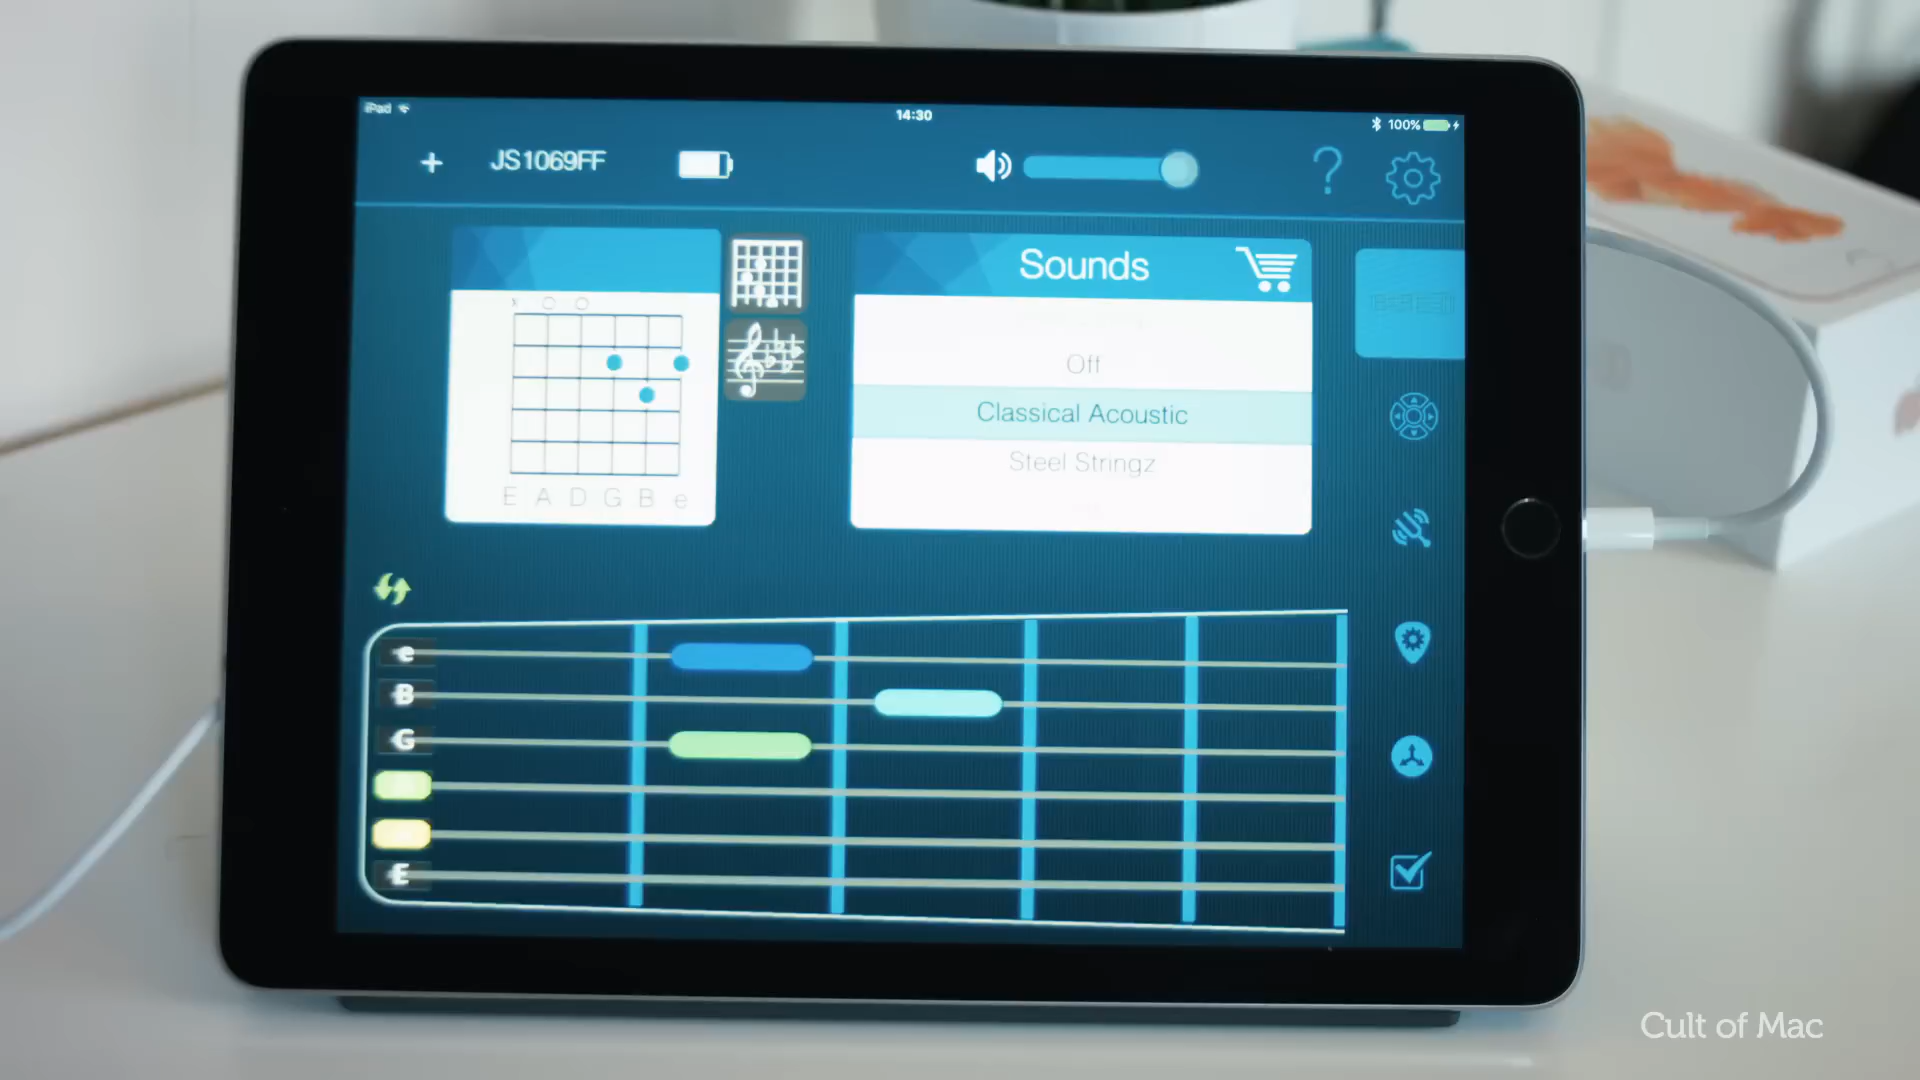 iPad
14:30
100%
JS1069FF
?
Sounds
x O O
Off
Classical Acoustic
Steel Stringz
E A D G B e
e
B
G
E
Cult of Mac